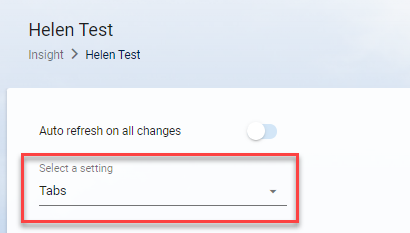 Helen Test
Insight > Helen Test
Auto refresh on all changes
Select a setting
Tabs